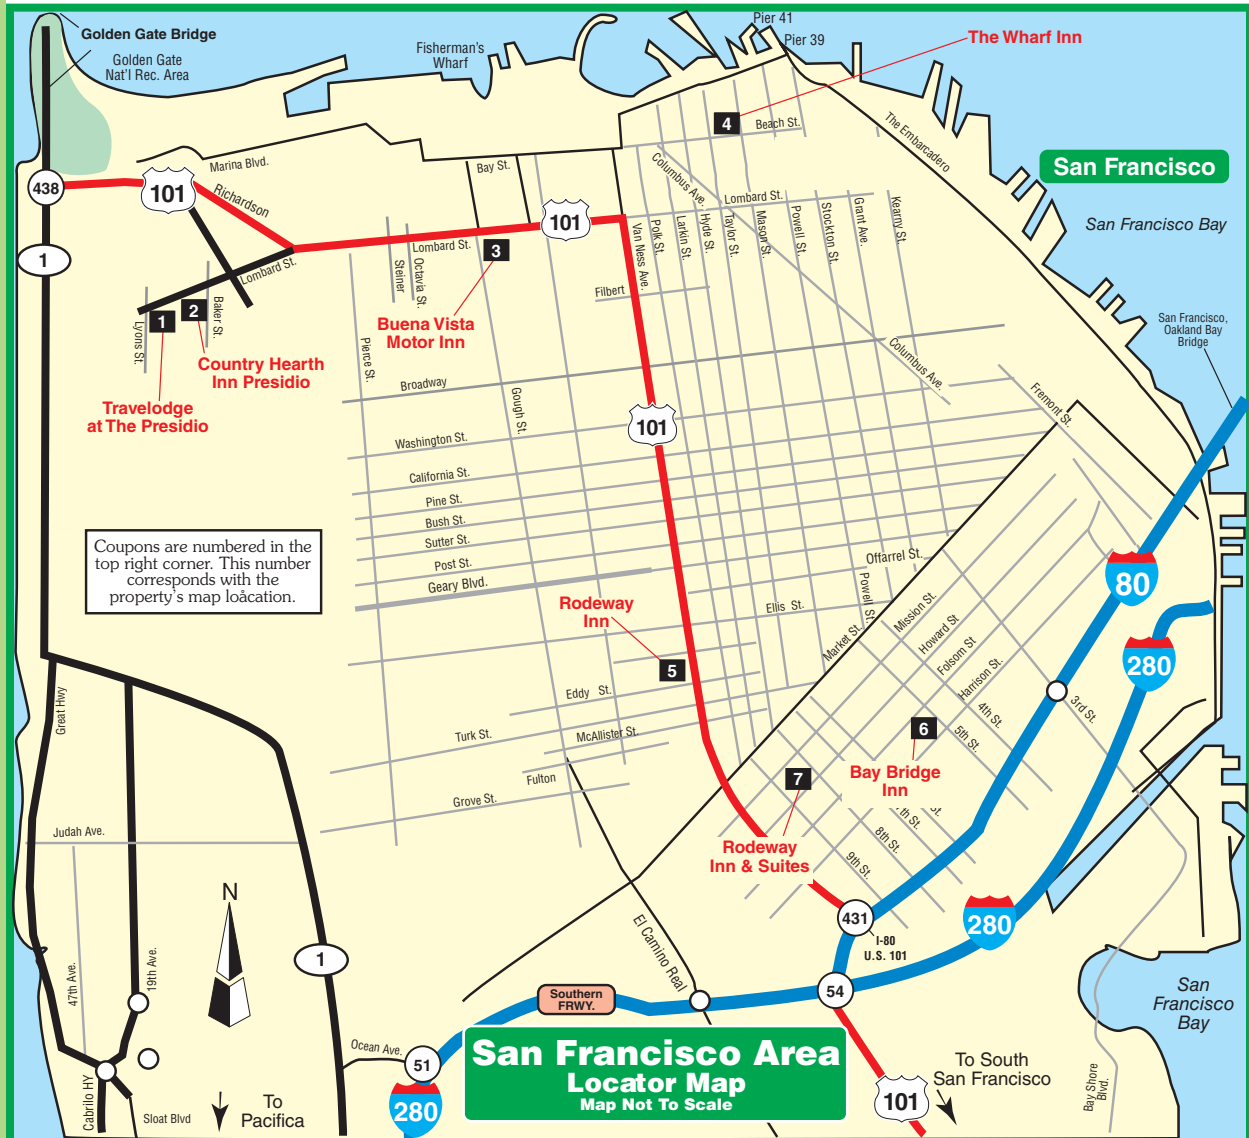 Golden Gate Bridge
Golden Gate
Nat'l Rec. Area
Fisherman's
Wharf
Pier 41
Pier 39
The Wharf Inn
4
Beach St.
The Embarcadero
San Francisco
San Francisco Bay
Marina Blvd.
Bay St.
Columbus Ave.
438
101
Richardson
101
Lombard St.
Lombard St.
Lombard St.
1
3
Van Ness Ave.
Polk St.
Larkin St.
Hyde St.
Taylor St.
Mason St.
Powell St.
Stockton St.
Grant Ave.
Kearny St.
Steiner
Octavia St.
Filbert
1
2
Lyons St.
Baker St.
Buena Vista
Motor Inn
San Francisco,
Oakland Bay
Bridge
Country Hearth
Inn Presidio
Travelodge
at The Presidio
Pierce St.
Broadway
Gough St.
Columbus Ave.
Fremont St.
101
Washington St.
California St.
Pine St.
Bush St.
Sutter St.
Post St.
Geary Blvd.
Coupons are numbered in the
top right corner. This number
corresponds with the
property's map loåcation.
Offarrel St.
Powell St.
Ellis St.
80
280
Rodeway
Inn
5
Market St.
Mission St.
Howard St
Folsom St
Harrison St.
4th St.
5th St.
3rd St.
Great Hwy
Eddy St.
Turk St.
McAllister St.
Fulton
Grove St.
6
Bay Bridge
Inn
7
Rodeway
Inn & Suites
th St.
St.
8th St.
9th St.
Judah Ave.
N
47th Ave.
19th Ave.
1
El Camino Real
431
I-80
U.S. 101
280
54
Southern
FRWY.
San
Francisco
Bay
Ocean Ave.
51
280
San Francisco Area
Locator Map
Map Not To Scale
To South
San Francisco
101
Bay Shore
Blvd.
Cabrilo HY
Sloat Blvd
To
Pacifica